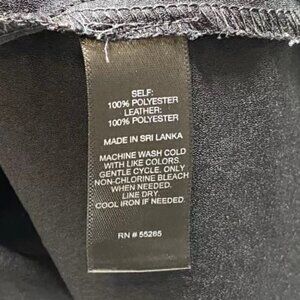 SELF:
100% POLYESTER
LEATHER:
100% POLYESTER
MADE IN SRI LANKA
MACHINE WASH COLD
WITH LIKE COLORS
GENTLE CYCLE. ONLY
NON-CHLORINE BLEACH
WHEN NEEDED.
LINE DRY.
COOL IRON IF NEEDED.
RN # 55285